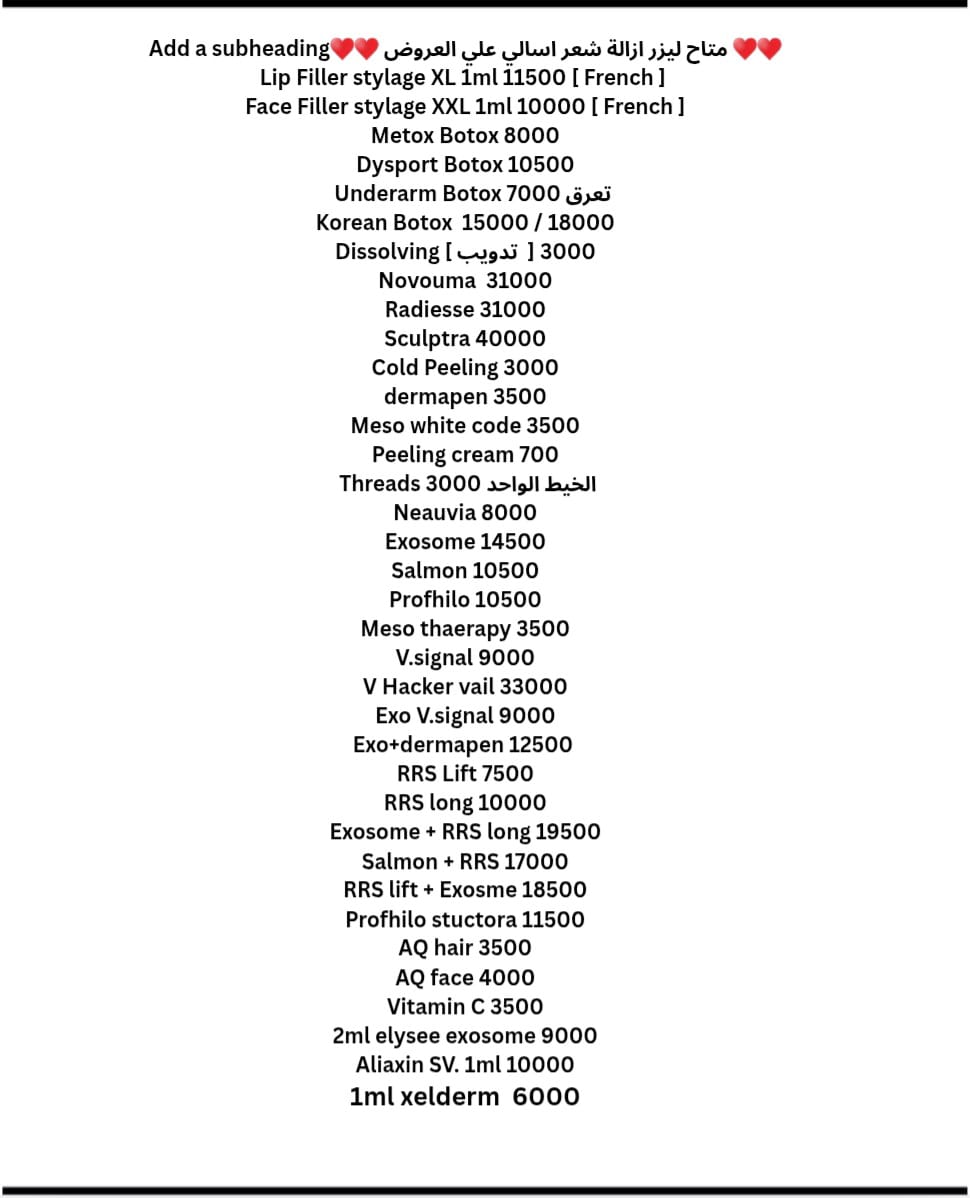 Add a subheading❤️❤️ متاح ليزر ازالة شعر اسالي علي العروض ❤️❤️
Lip Filler stylage XL 1ml 11500 [ French ]
Face Filler stylage XXL 1ml 10000 [ French ]
Metox Botox 8000
Dysport Botox 10500
Underarm Botox 7000 تعرق
Korean Botox  15000 / 18000
Dissolving [ تدويب ] 3000
Novouma  31000
Radiesse 31000
Sculptra 40000
Cold Peeling 3000
dermapen 3500
Meso white code 3500
Peeling cream 700
Threads 3000 الخيط الواحد
Neauvia 8000
Exosome 14500
Salmon 10500
Profhilo 10500
Meso thaerapy 3500
V.signal 9000
V Hacker vail 33000
Exo V.signal 9000
Exo+dermapen 12500
RRS Lift 7500
RRS long 10000
Exosome + RRS long 19500
Salmon + RRS 17000
RRS lift + Exosme 18500
Profhilo stuctora 11500
AQ hair 3500
AQ face 4000
Vitamin C 3500
2ml elysee exosome 9000
Aliaxin SV. 1ml 10000
1ml xelderm  6000